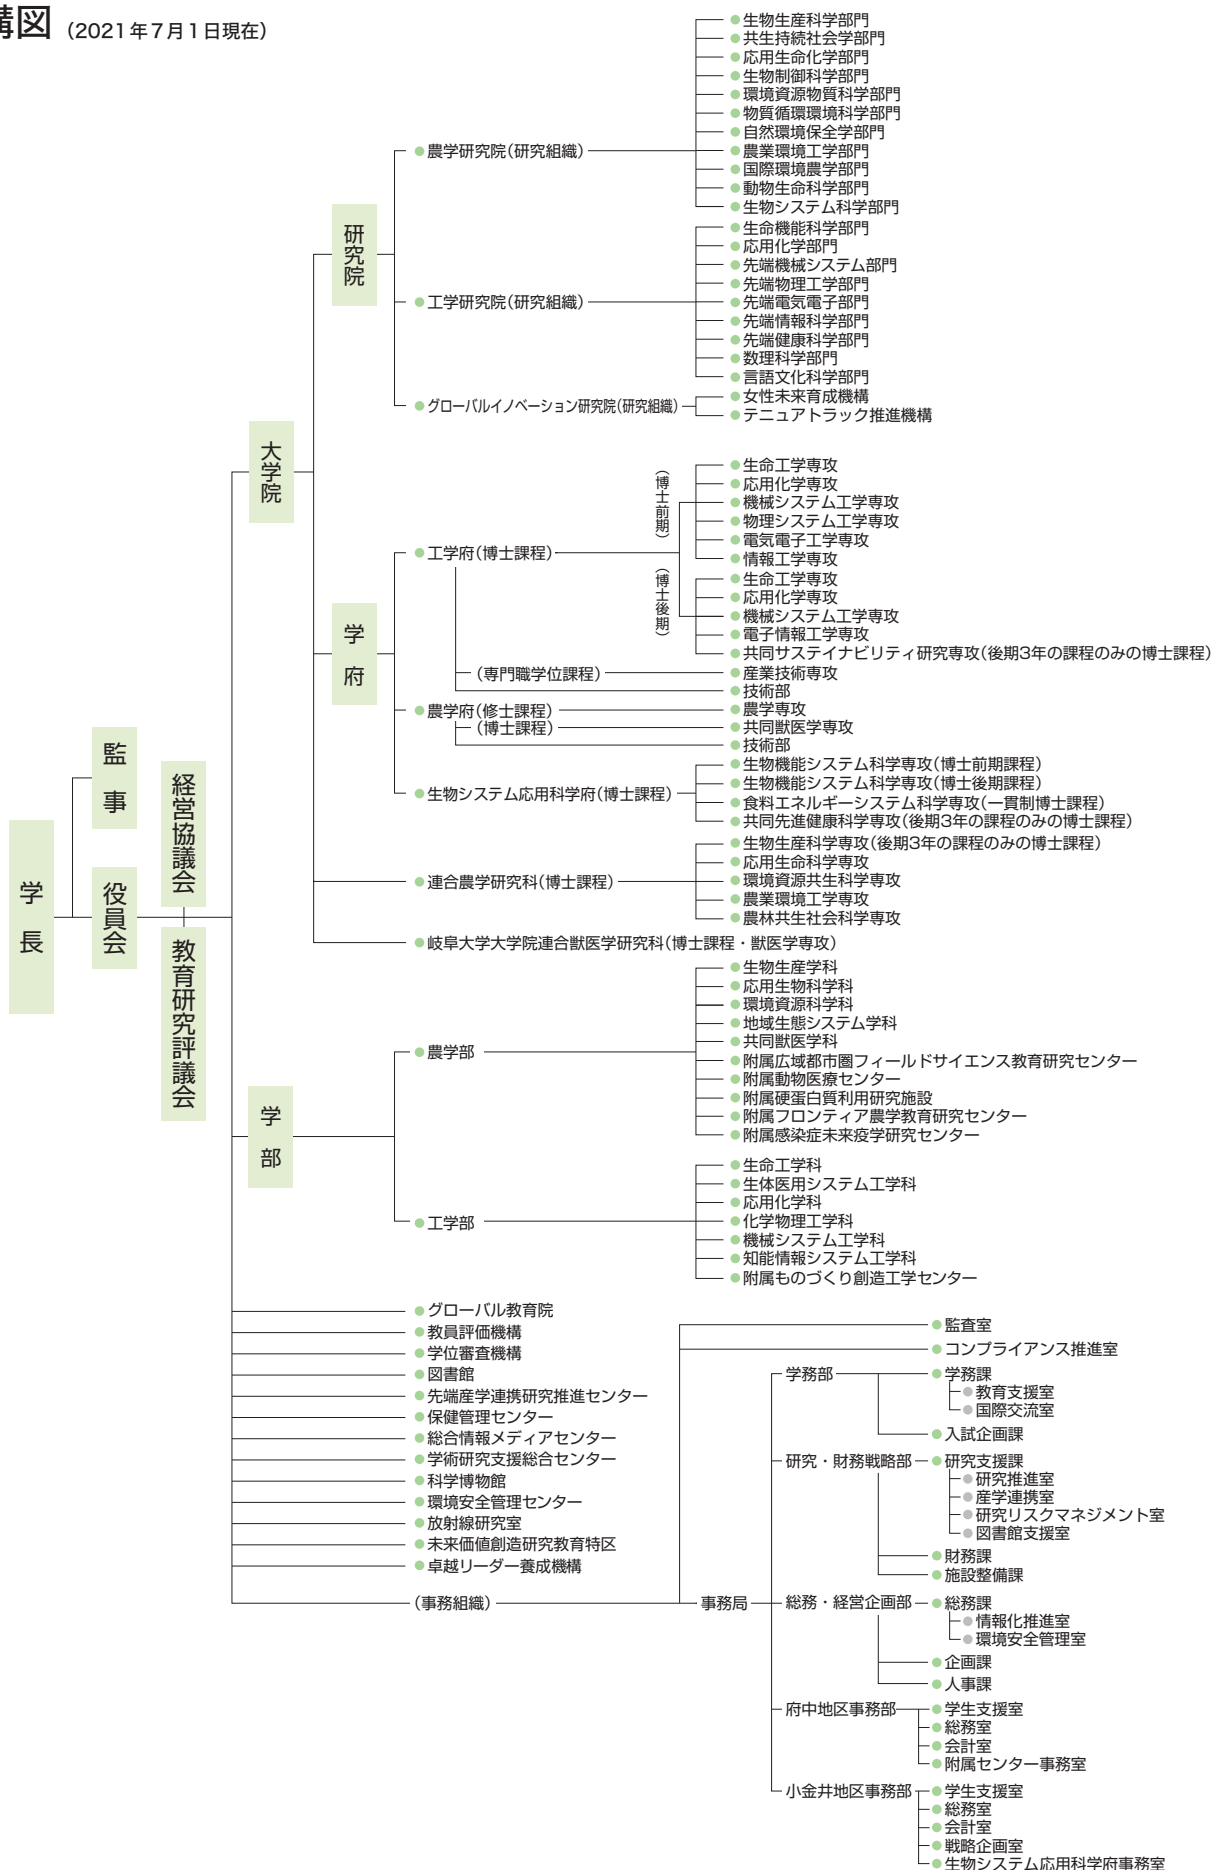 構図 (2021年7月1日現在)
学長
監事
役員会
経営協議会
教育研究評議会
大学院
研究院
農学研究院(研究組織)
生物生産科学部門
共生持続社会学部門
応用生命化学部門
生物制御科学部門
環境資源物質科学部門
物質循環環境科学部門
自然環境保全学部門
農業環境工学部門
国際環境農学部門
動物生命科学部門
生物システム科学部門
工学研究院(研究組織)
生命機能科学部門
応用化学部門
先端機械システム部門
先端物理工学部門
先端電気電子部門
先端情報科学部門
先端健康科学部門
数理科学部門
言語文化科学部門
グローバルイノベーション研究院(研究組織)
女性未来育成機構
テニュアトラック推進機構
学府
工学府(博士課程)
(博士前期)
生命工学専攻
応用化学専攻
機械システム工学専攻
物理システム工学専攻
電気電子工学専攻
情報工学専攻
(博士後期)
生命工学専攻
応用化学専攻
機械システム工学専攻
電子情報工学専攻
共同サステイナビリティ研究専攻(後期3年の課程のみの博士課程)
(専門職学位課程)
産業技術専攻
技術部
農学府(修士課程)
農学専攻
(博士課程)
共同獣医学専攻
技術部
生物システム応用科学府(博士課程)
生物機能システム科学専攻(博士前期課程)
生物機能システム科学専攻(博士後期課程)
食料エネルギーシステム科学専攻(一貫制博士課程)
共同先進健康科学専攻(後期3年の課程のみの博士課程)
連合農学研究科(博士課程)
生物生産科学専攻(後期3年の課程のみの博士課程)
応用生命科学専攻
環境資源共生科学専攻
農業環境工学専攻
農林共生社会科学専攻
岐阜大学大学院連合獣医学研究科(博士課程・獣医学専攻)
学部
農学部
生物生産学科
応用生物科学科
環境資源科学科
地域生態システム学科
共同獣医学科
附属広域都市圏フィールドサイエンス教育研究センター
附属動物医療センター
附属硬蛋白質利用研究施設
附属フロンティア農学教育研究センター
附属感染症未来疫学研究センター
工学部
生命工学科
生体医用システム工学科
応用化学科
化学物理工学科
機械システム工学科
知能情報システム工学科
附属ものづくり創造工学センター
グローバル教育院
教員評価機構
学位審査機構
図書館
先端産学連携研究推進センター
保健管理センター
総合情報メディアセンター
学術研究支援総合センター
科学博物館
環境安全管理センター
放射線研究室
未来価値創造研究教育特区
卓越リーダー養成機構
(事務組織)
監査室
コンプライアンス推進室
事務局
学務部
学務課
教育支援室
国際交流室
入試企画課
研究・財務戦略部
研究支援課
研究推進室
産学連携室
研究リスクマネジメント室
図書館支援室
財務課
施設整備課
総務・経営企画部
総務課
情報化推進室
環境安全管理室
企画課
人事課
府中地区事務部
学生支援室
総務室
会計室
附属センター事務室
小金井地区事務部
学生支援室
総務室
会計室
戦略企画室
生物システム応用科学府事務室